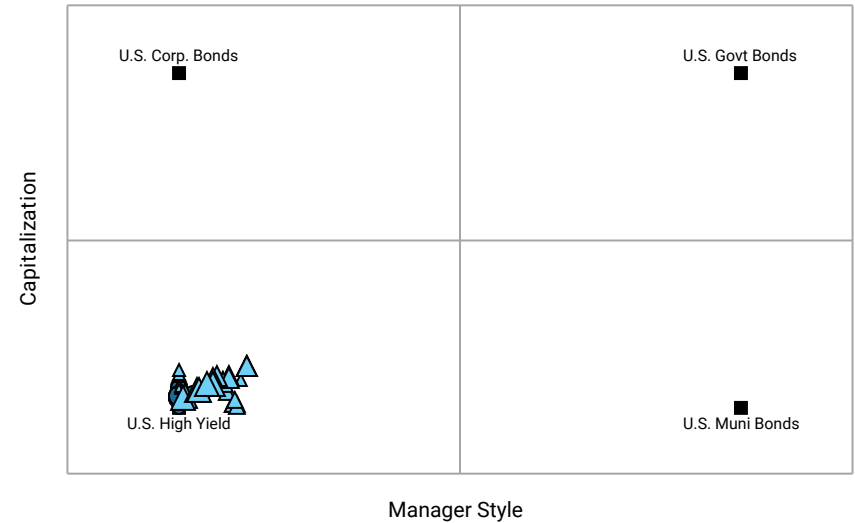 U.S. Corp. Bonds
U.S. Govt Bonds
Capitalization
U.S. High Yield
U.S. Muni Bonds
Manager Style